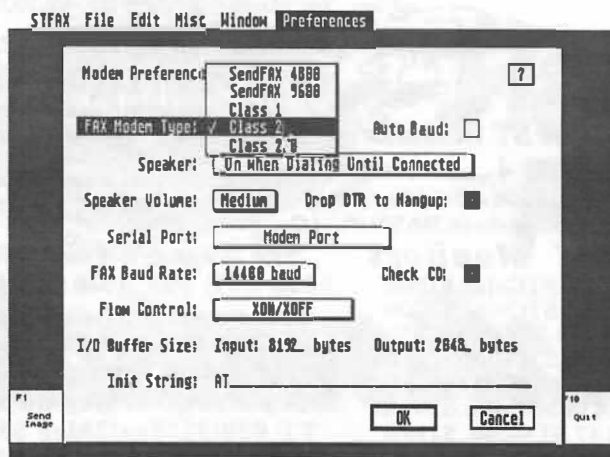 STFAX File Edit Misc Window Preferences
Modem Preferenc
SendFAX 4800
?
SendFAX 9600
Class 1
FAX Modem Type: √ Class 2
Auto Baud:
Class 2.0
Speaker: On When Dialing Until Connected
Speaker Volume: Medium Drop DTR to Hangup:
Serial Port: Modem Port
FAX Baud Rate: 14400 baud Check CD:
Flow Control: XON/XOFF
I/O Buffer Size: Input: 8192_ bytes Output: 2048_ bytes
Init String: AT
F1
Send
Image
OK Cancel
F10
Quit